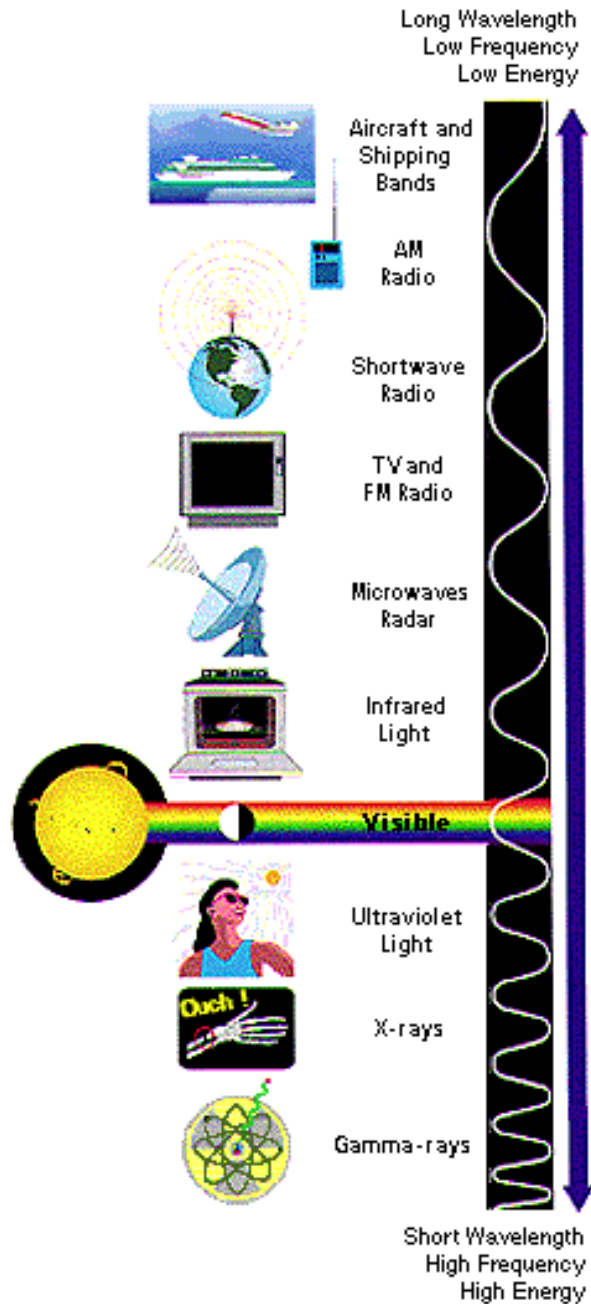 Long Wavelength
Low Frequency
Low Energy
Aircraft and
Shipping
Bands
AM
Radio
Shortwave
Radio
TV and
FM Radio
Microwaves
Radar
Infrared
Light
Visible
Ultraviolet
Light
Ouch !
X-rays
Gamma-rays
Short Wavelength
High Frequency
High Energy